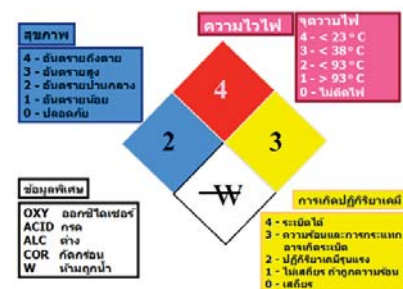 สุขภาพ
4 - อันตรายถึงตาย
3 - อันตรายสูง
2 - อันตรายปานกลาง
1 - อันตรายน้อย
0 - ปลอดภัย
ความไวไฟ
จุดวาบไฟ
4 - < 23° C
3 - < 38° C
2 - < 93° C
1 - > 93° C
0 - ไม่ติดไฟ
4
2
3
W
ข้อมูลพิเศษ
OXY ออกซิไดเซอร์
ACID กรด
ALC ด่าง
COR กัดกร่อน
W ห้ามถูกน้ำ
การเกิดปฏิกิริยาเคมี
4 - ระเบิดได้
3 - ความร้อนและการกระแทก
อาจเกิดระเบิด
2 - ปฏิกิริยาเคมีรุนแรง
1 - ไม่เสถียร ถ้าถูกความร้อน
0 - เสถียร